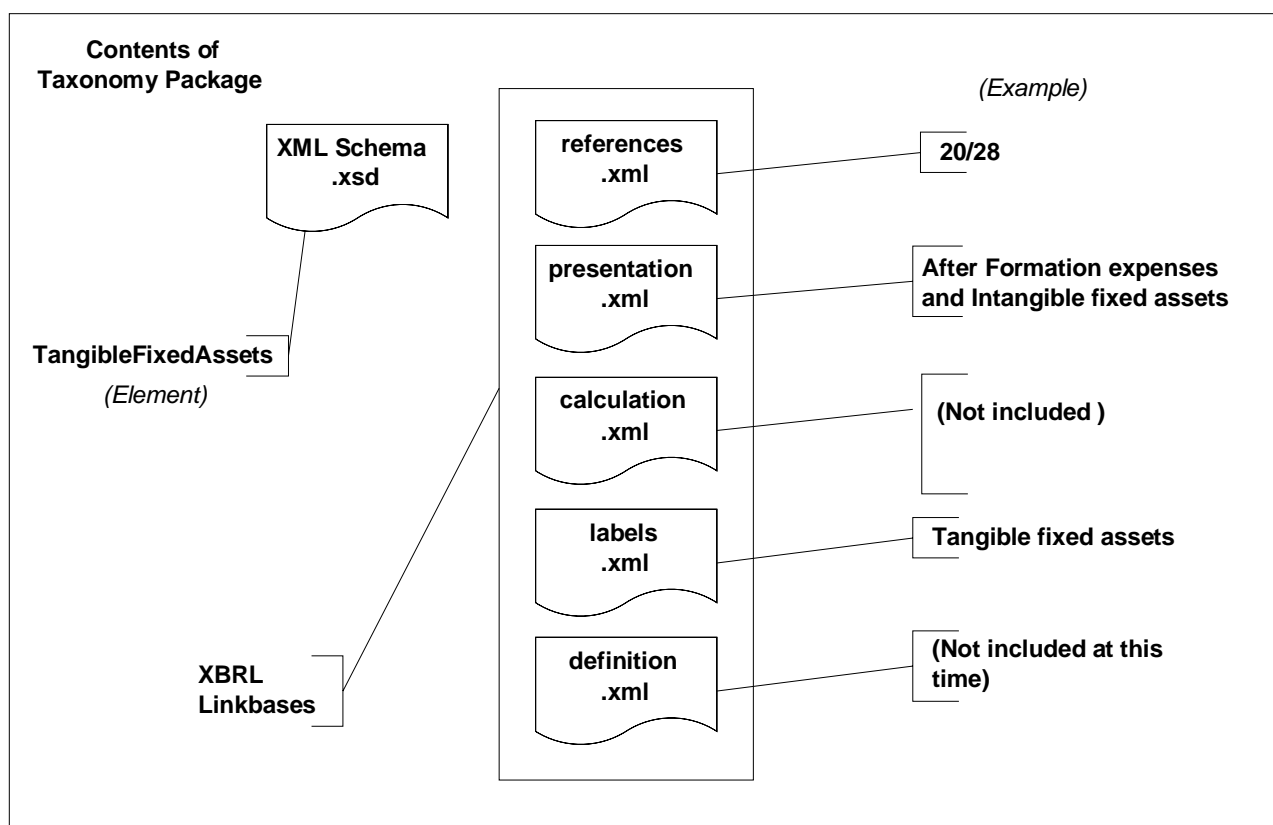 Contents of
Taxonomy Package
(Example)
XML Schema
.xsd
references
.xml
20/28
presentation
.xml
After Formation expenses
and Intangible fixed assets
TangibleFixedAssets
(Element)
calculation
.xml
(Not included )
labels
.xml
Tangible fixed assets
XBRL
Linkbases
definition
.xml
(Not included at this
time)